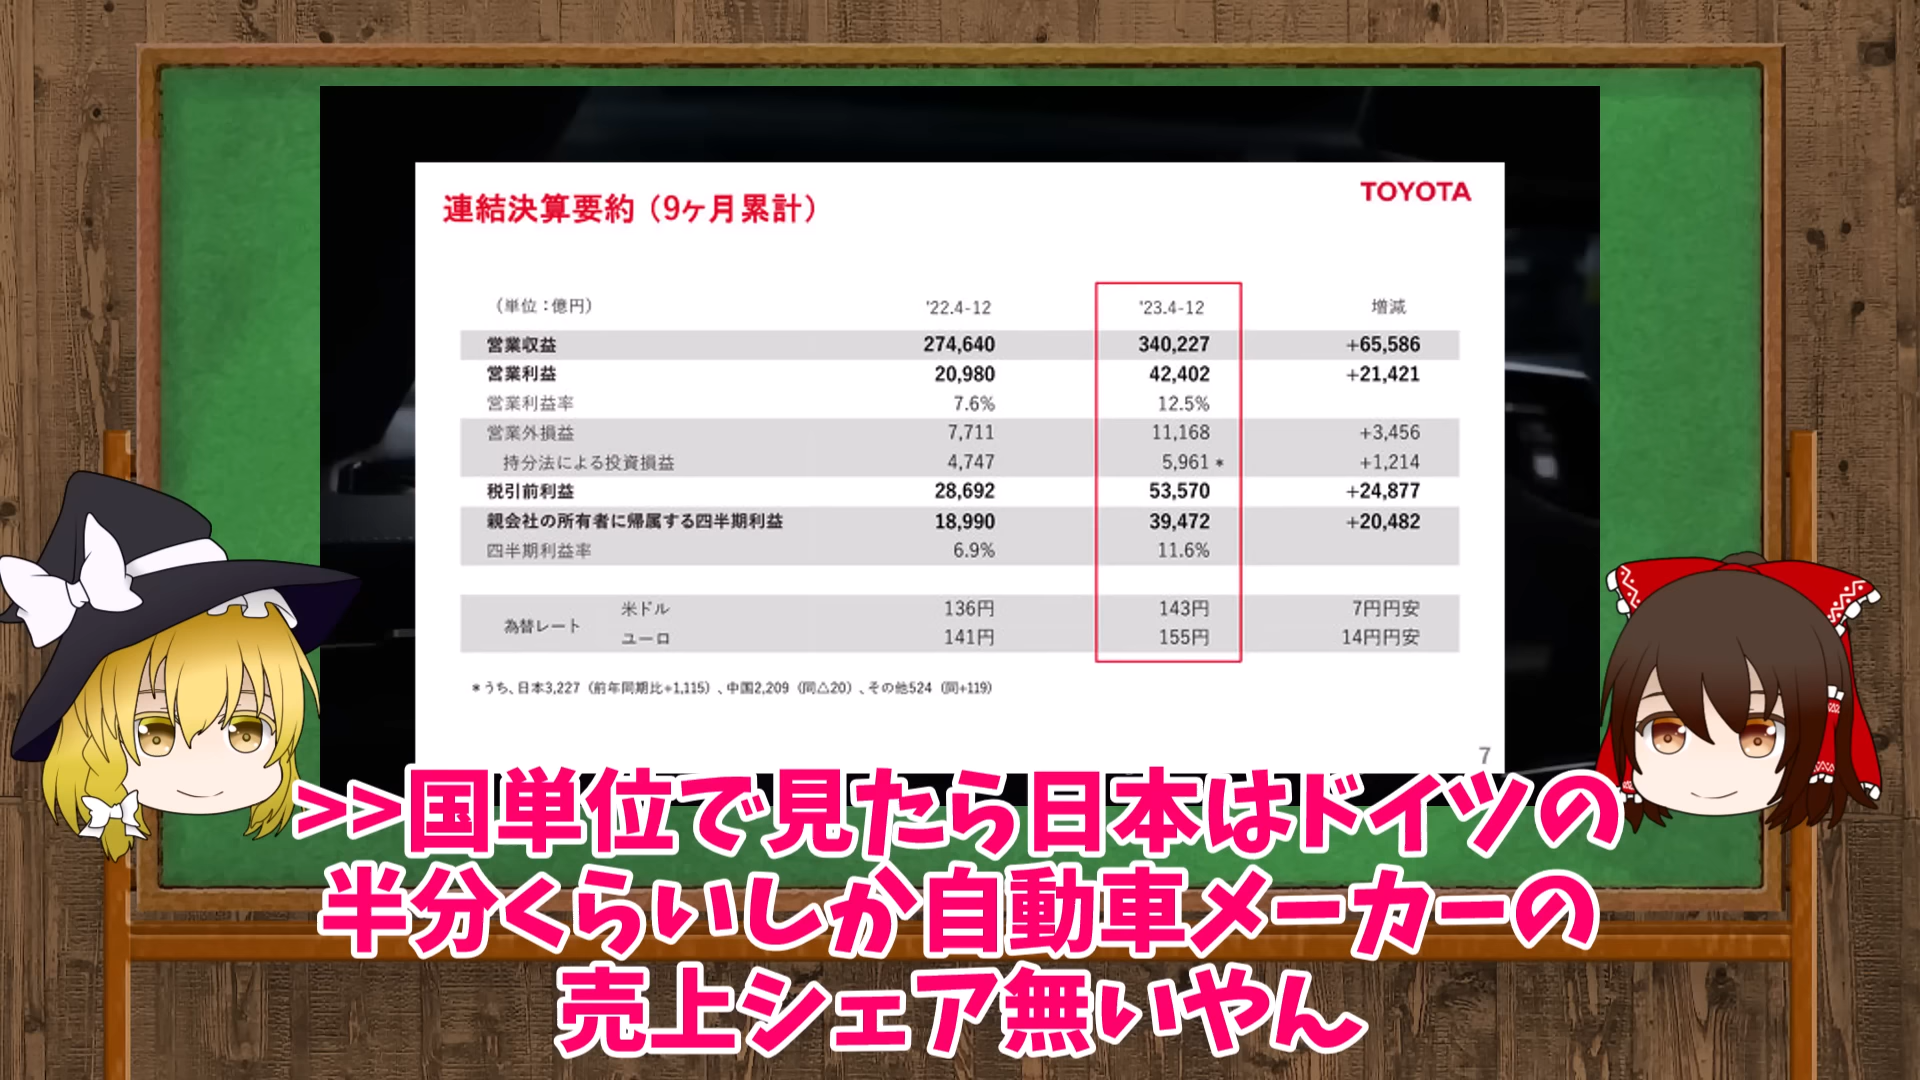 TOYOTA
連結決算要約（9ヶ月累計）
（単位：億円） '22.4-12 '23.4-12 増減
営業収益 274,640 340,227 +65,586
営業利益 20,980 42,402 +21,421
営業利益率 7.6% 12.5%
営業外損益 7,711 11,168 +3,456
持分法による投資損益 4,747 5,961 * +1,214
税引前利益 28,692 53,570 +24,877
親会社の所有者に帰属する四半期利益 18,990 39,472 +20,482
四半期利益率 6.9% 11.6%
為替レート 米ドル 136円 143円 7円円安
ユーロ 141円 155円 14円円安
*うち、日本3,227（前年同期比+1,115）、中国2,209（同△20）、その他524（同+119）
7
>>国単位で見たら日本はドイツの
半分くらいしか自動車メーカーの
売上シェア無いやん